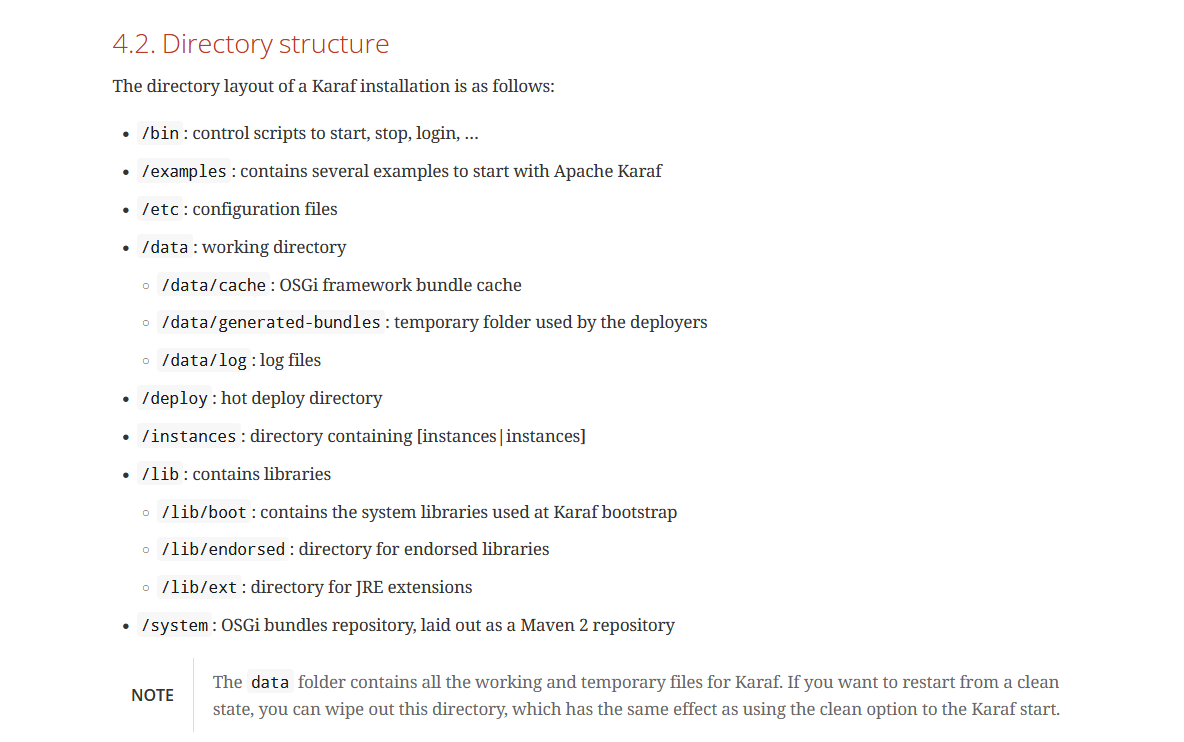 4.2. Directory structure
The directory layout of a Karaf installation is as follows:
• /bin : control scripts to start, stop, login, …
• /examples : contains several examples to start with Apache Karaf
• /etc : configuration files
• /data : working directory
◦ /data/cache : OSGi framework bundle cache
◦ /data/generated-bundles : temporary folder used by the deployers
◦ /data/log : log files
• /deploy : hot deploy directory
• /instances : directory containing [instances|instances]
• /lib : contains libraries
◦ /lib/boot : contains the system libraries used at Karaf bootstrap
◦ /lib/endorsed : directory for endorsed libraries
◦ /lib/ext : directory for JRE extensions
• /system : OSGi bundles repository, laid out as a Maven 2 repository
NOTE
The data folder contains all the working and temporary files for Karaf. If you want to restart from a clean
state, you can wipe out this directory, which has the same effect as using the clean option to the Karaf start.